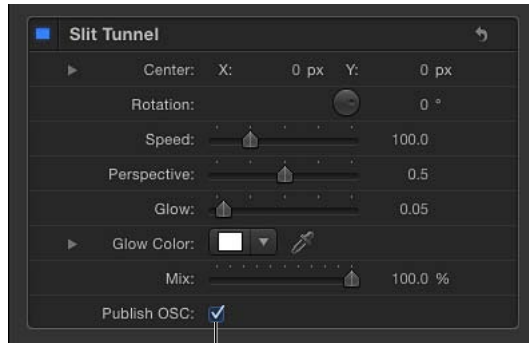 Slit Tunnel
Center: X: 0 px Y: 0 px
Rotation: 0 °
Speed: 100.0
Perspective: 0.5
Glow: 0.05
Glow Color:
Mix: 100.0 %
Publish OSC: